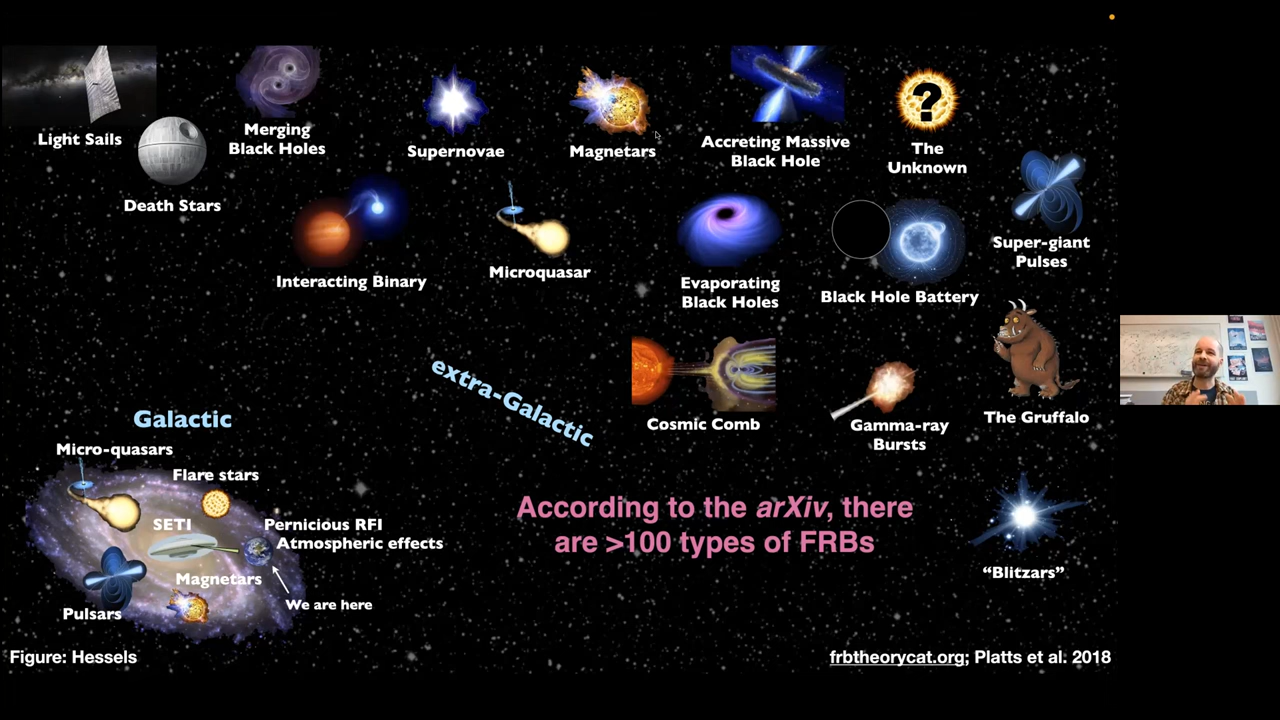 Light Sails
Death Stars
Merging
Black Holes
Supernovae
Magnetars
Accreting Massive
Black Hole
?
The
Unknown
Interacting Binary
Microquasar
Evaporating
Black Holes
Black Hole Battery
Super-giant
Pulses
extra-Galactic
Cosmic Comb
Gamma-ray
Bursts
The Gruffalo
Galactic
Micro-quasars
Flare stars
SETI
Pernicious RFI
Atmospheric effects
Magnetars
Pulsars
We are here
According to the arXiv, there
are >100 types of FRBs
“Blitzars”
Figure: Hessels
frbtheorycat.org; Platts et al. 2018